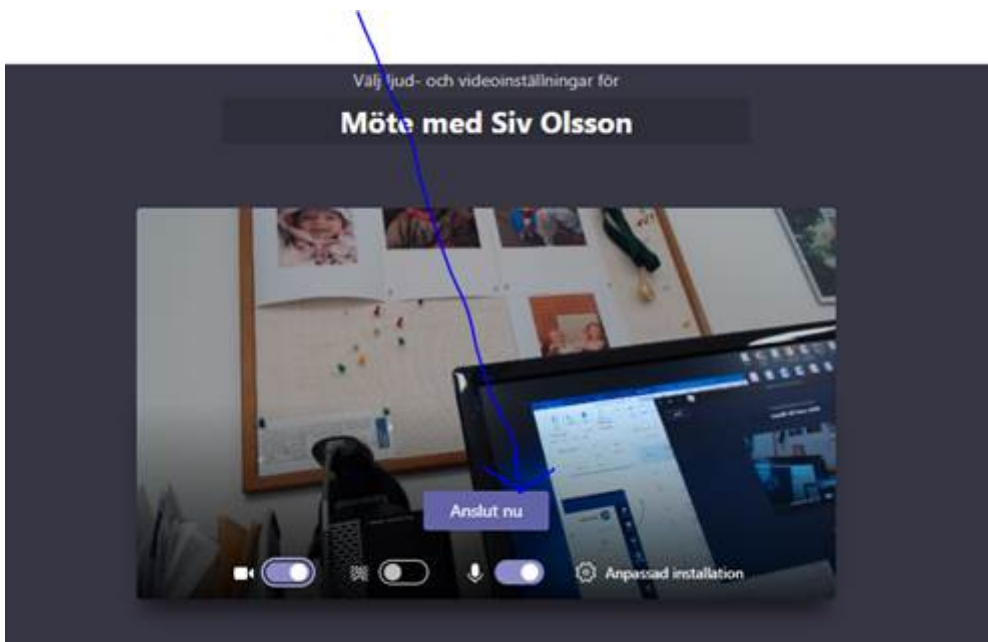 Välj ljud- och videoinställningar för
Möte med Siv Olsson
Anslut nu
Anpassad installation